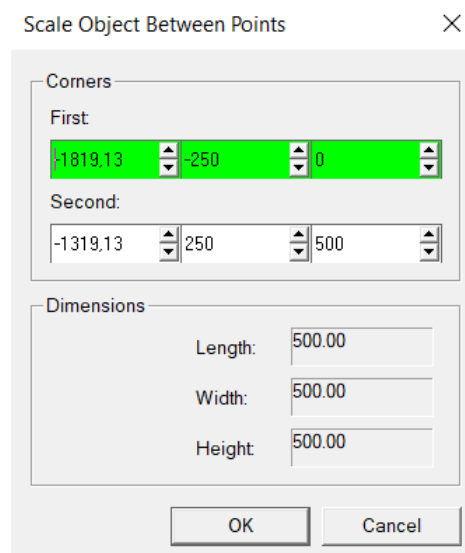 Scale Object Between Points
Corners
First:
-1819,13 -250 0
Second:
-1319,13 250 500
Dimensions
Length: 500.00
Width: 500.00
Height: 500.00
OK Cancel